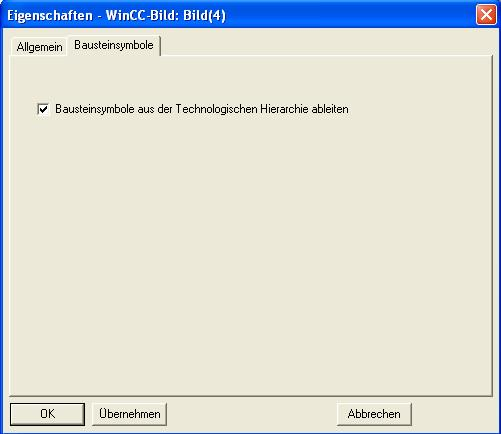 Eigenschaften - WinCC-Bild: Bild(4)
Allgemein Bausteinsymbole
Bausteinsymbole aus der Technologischen Hierarchie ableiten
OK Übernehmen Abbrechen